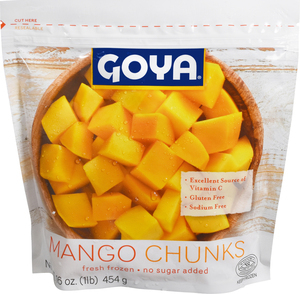 CUT HERE
RESEALABLE
GOYA®
• Excellent Source of
Vitamin C
• Gluten Free
• Sodium Free
MANGO CHUNKS
fresh frozen • no sugar added
16 oz. (1lb) 454 g